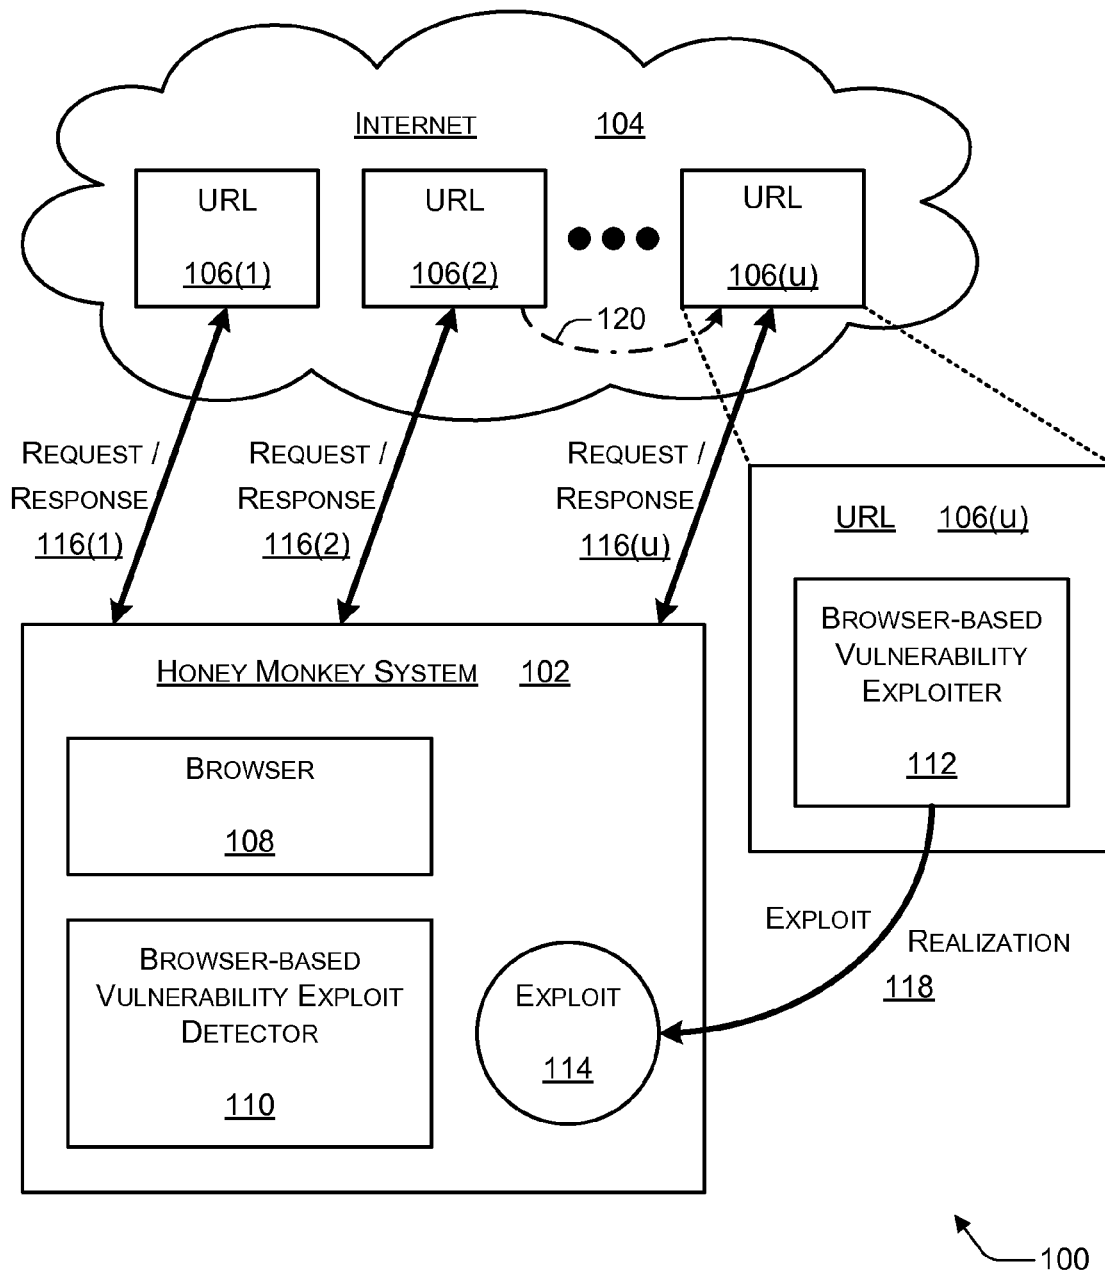 INTERNET 104
URL
106(1)
URL
106(2)
URL
106(u)
120
REQUEST /
RESPONSE
116(1)
REQUEST /
RESPONSE
116(2)
REQUEST /
RESPONSE
116(u)
URL 106(u)
BROWSER-BASED
VULNERABILITY
EXPLOITER
112
HONEY MONKEY SYSTEM 102
BROWSER
108
BROWSER-BASED
VULNERABILITY EXPLOIT
DETECTOR
110
EXPLOIT
114
EXPLOIT
REALIZATION
118
100